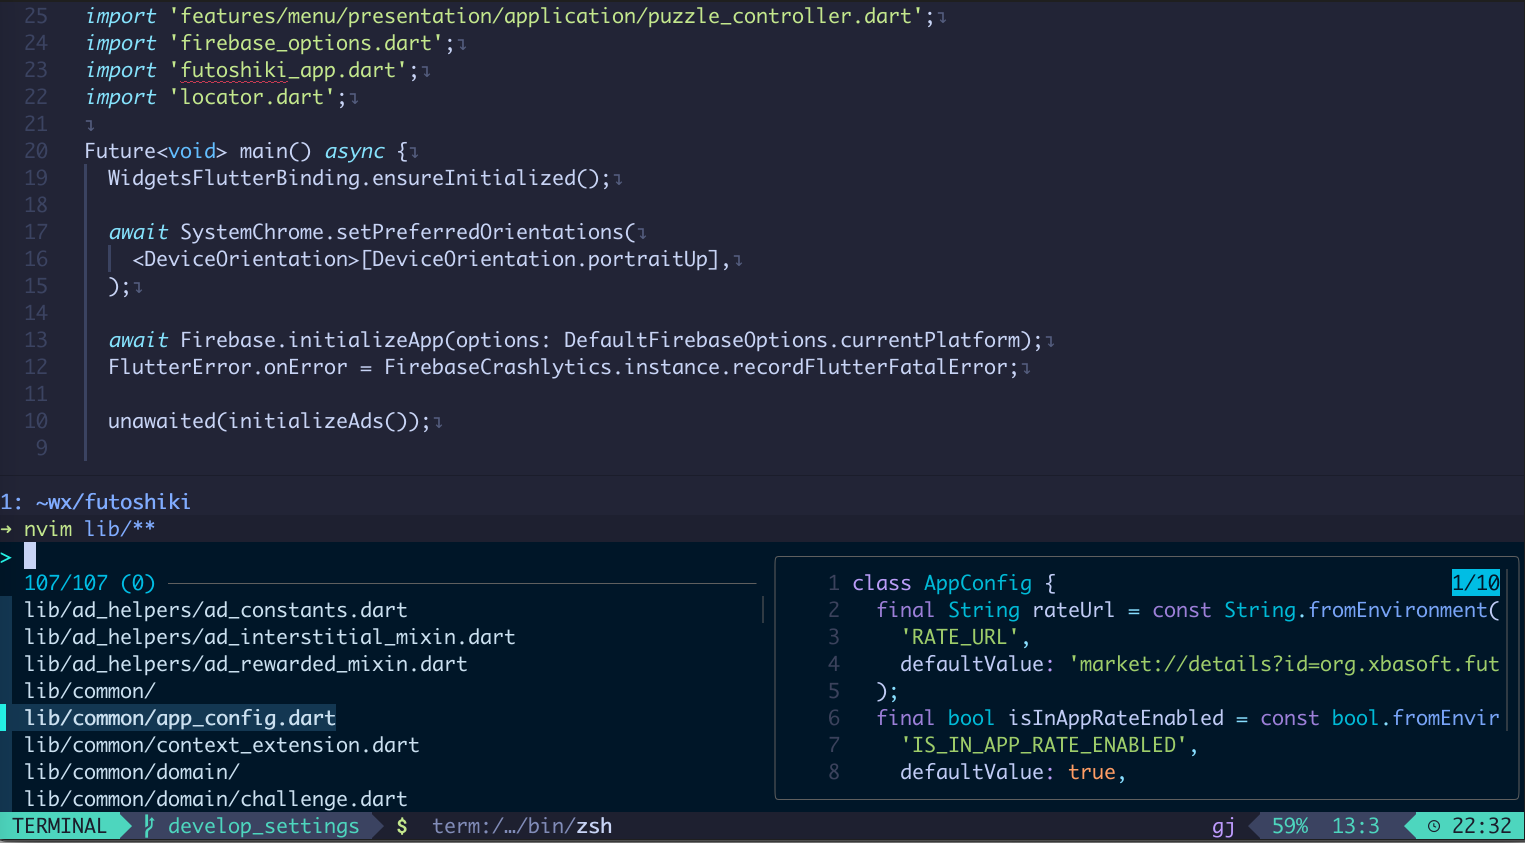 25 import 'features/menu/presentation/application/puzzle_controller.dart';↴
24 import 'firebase_options.dart';↴
23 import 'futoshiki_app.dart';↴
22 import 'locator.dart';↴
21 ↴
20 Future<void> main() async {↴
19 WidgetsFlutterBinding.ensureInitialized();↴
18
17 await SystemChrome.setPreferredOrientations(↴
16 <DeviceOrientation>[DeviceOrientation.portraitUp],↴
15 );↴
14
13 await Firebase.initializeApp(options: DefaultFirebaseOptions.currentPlatform);↴
12 FlutterError.onError = FirebaseCrashlytics.instance.recordFlutterFatalError;↴
11
10 unawaited(initializeAds());↴
9
1: ~wx/futoshiki
→ nvim lib/**
>
107/107 (0)
lib/ad_helpers/ad_constants.dart
lib/ad_helpers/ad_interstitial_mixin.dart
lib/ad_helpers/ad_rewarded_mixin.dart
lib/common/
lib/common/app_config.dart
lib/common/context_extension.dart
lib/common/domain/
lib/common/domain/challenge.dart
1 class AppConfig { 1/10
2 final String rateUrl = const String.fromEnvironment(
3 'RATE_URL',
4 defaultValue: 'market://details?id=org.xbasoft.fut
5 );
6 final bool isInAppRateEnabled = const bool.fromEnvir
7 'IS_IN_APP_RATE_ENABLED',
8 defaultValue: true,
TERMINAL develop_settings $ term:/…/bin/zsh gj 59% 13:3 22:32